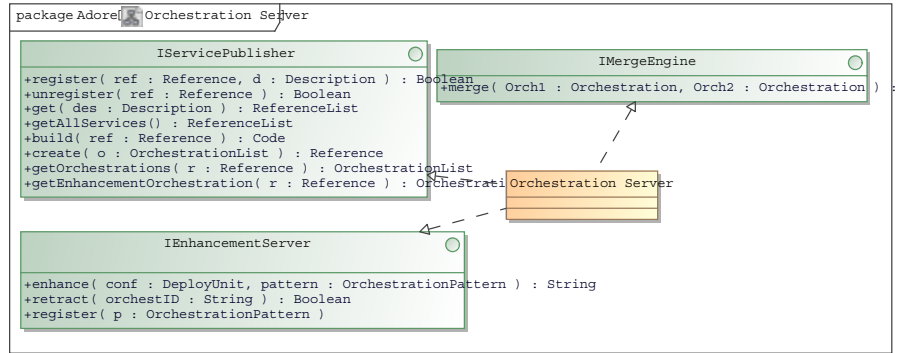 package Adore[ Orchestration Server
IServicePublisher
+register( ref : Reference, d : Description ) : Boolean
+unregister( ref : Reference ) : Boolean
+get( des : Description ) : ReferenceList
+getAllServices() : ReferenceList
+build( ref : Reference ) : Code
+create( o : OrchestrationList ) : Reference
+getOrchestrations( r : Reference ) : OrchestrationList
+getEnhancementOrchestration( r : Reference ) : Orchestrati
IMergeEngine
+merge( Orch1 : Orchestration, Orch2 : Orchestration ) :
Orchestration Server
IEnhancementServer
+enhance( conf : DeployUnit, pattern : OrchestrationPattern ) : String
+retract( orchestID : String ) : Boolean
+register( p : OrchestrationPattern )